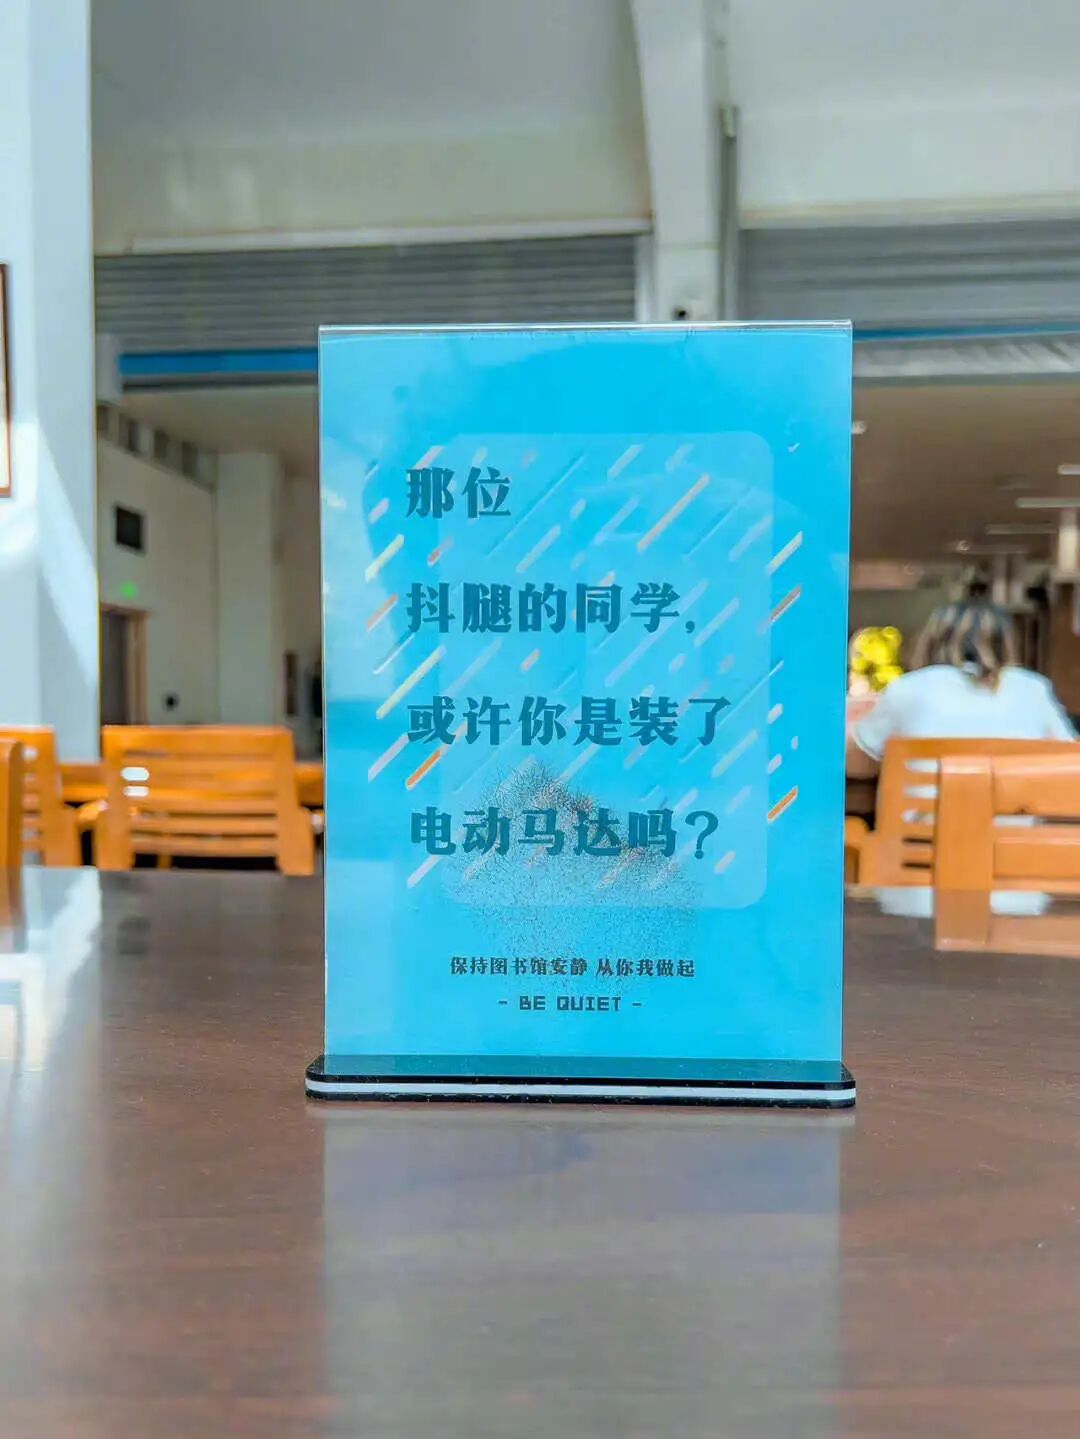 那位
抖腿的同学,
或许你是装了
电动马达吗?
保持图书馆安静 从你我做起
- BE QUIET -